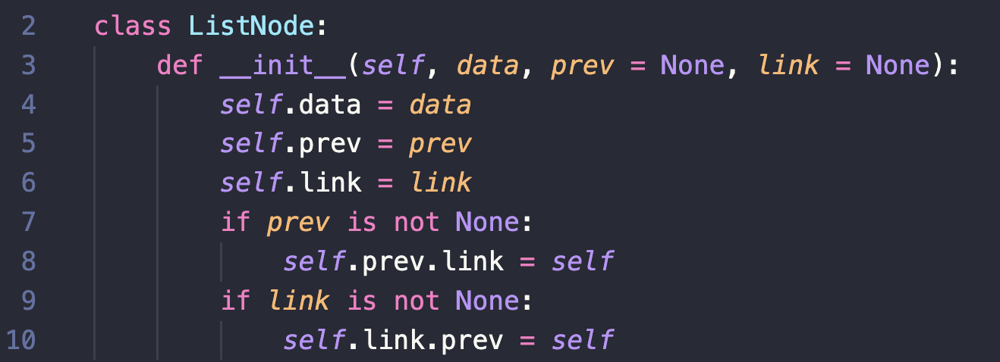 2 class ListNode:
3 def __init__(self, data, prev = None, link = None):
4 self.data = data
5 self.prev = prev
6 self.link = link
7 if prev is not None:
8 self.prev.link = self
9 if link is not None:
10 self.link.prev = self